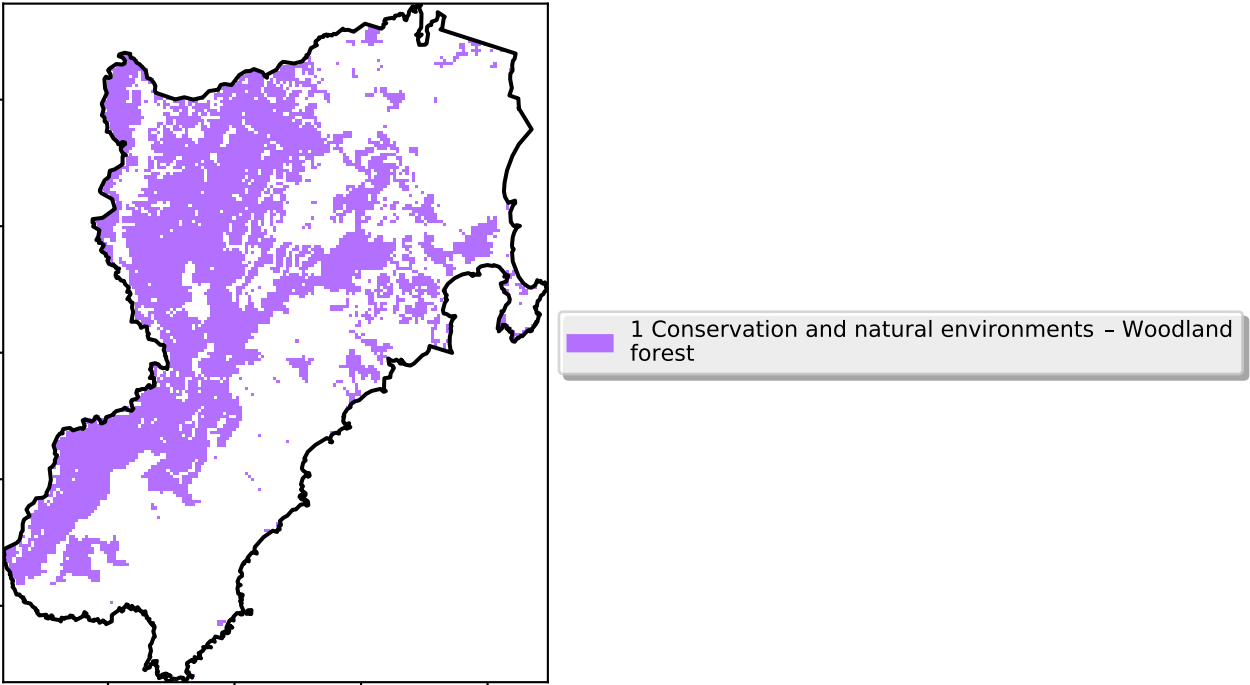 1 Conservation and natural environments – Woodland
forest